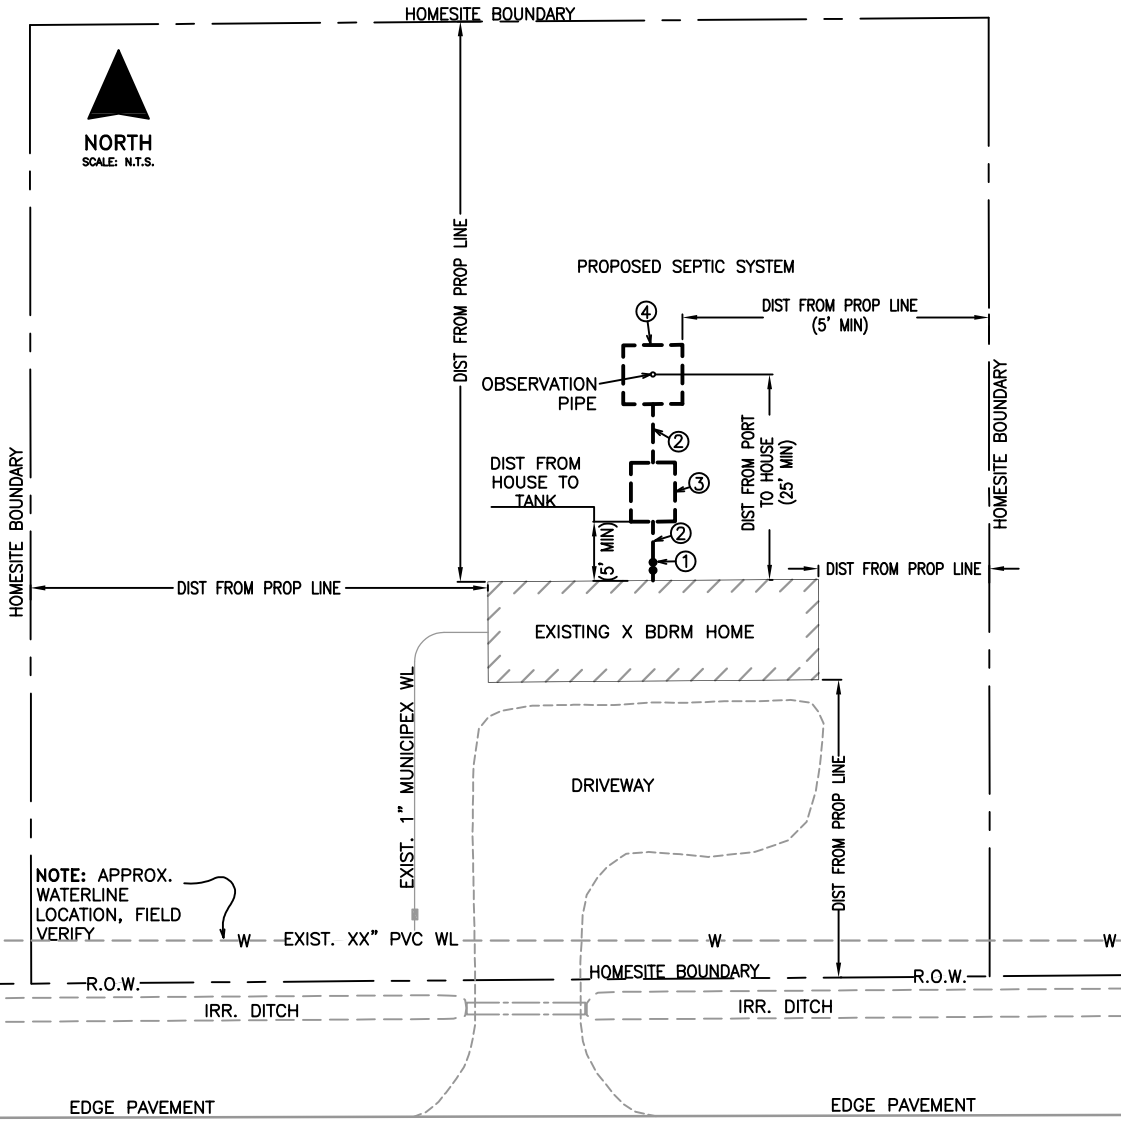 HOMESITE BOUNDARY
NORTH
SCALE: N.T.S.
DIST FROM PROP LINE
PROPOSED SEPTIC SYSTEM
DIST FROM PROP LINE
(5' MIN)
4
OBSERVATION
PIPE
2
DIST FROM
HOUSE TO
TANK
3
(5' MIN)
2
1
DIST FROM PORT
TO HOUSE
(25' MIN)
HOMESITE BOUNDARY
HOMESITE BOUNDARY
DIST FROM PROP LINE
DIST FROM PROP LINE
EXISTING X BDRM HOME
EXIST. 1" MUNICIPEX WL
DRIVEWAY
DIST FROM PROP LINE
NOTE: APPROX.
WATERLINE
LOCATION, FIELD
VERIFY
W EXIST. XX" PVC WL W W
R.O.W. HOMESITE BOUNDARY R.O.W.
IRR. DITCH IRR. DITCH
EDGE PAVEMENT EDGE PAVEMENT